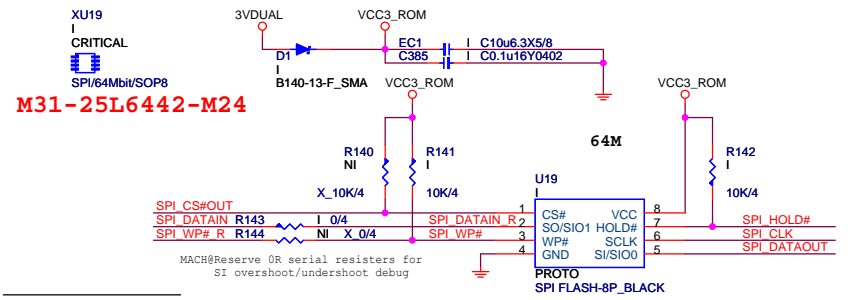 XU19
I
CRITICAL
SPI/64Mbit/SOP8
M31-25L6442-M24
3VDUAL
VCC3_ROM
D1
I
B140-13-F_SMA
EC1 I C10u6.3X5/8
C385 I C0.1u16Y0402
VCC3_ROM
VCC3_ROM
64M
R140
NI
X_10K/4
R141
I
10K/4
R142
I
10K/4
U19
I
SPI_CS#OUT
SPI_DATAIN R143 I 0/4 SPI_DATAIN_R
SPI_WP#_R R144 NI X_0/4 SPI_WP#
1 CS# VCC 8
2 SO/SIO1 HOLD# 7 SPI_HOLD#
3 WP# SCLK 6 SPI_CLK
4 GND SI/SIO0 5 SPI_DATAOUT
PROTO
SPI FLASH-8P_BLACK
MACH@Reserve 0R serial resisters for
SI overshoot/undershoot debug